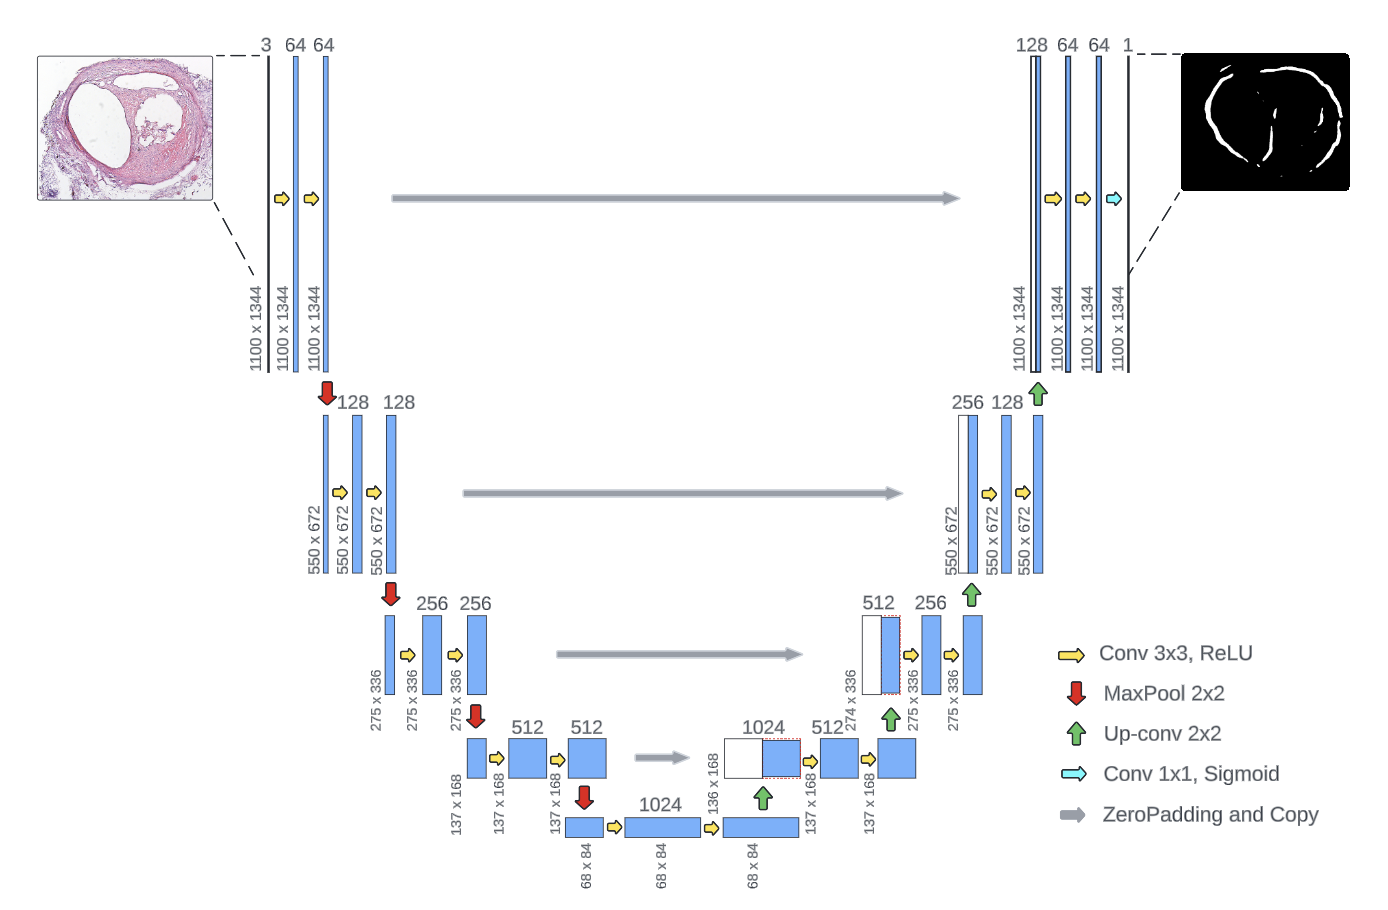 3 64 64
128 64 64 1
1100 x 1344
1100 x 1344
1100 x 1344
1100 x 1344
1100 x 1344
1100 x 1344
1100 x 1344
128 128
256 128
550 x 672
550 x 672
550 x 672
550 x 672
550 x 672
550 x 672
256 256
512 256
275 x 336
275 x 336
275 x 336
274 x 336
275 x 336
275 x 336
512 512
1024 512
137 x 168
137 x 168
137 x 168
136 x 168
137 x 168
137 x 168
1024
68 x 84
68 x 84
68 x 84
Conv 3x3, ReLU
MaxPool 2x2
Up-conv 2x2
Conv 1x1, Sigmoid
ZeroPadding and Copy